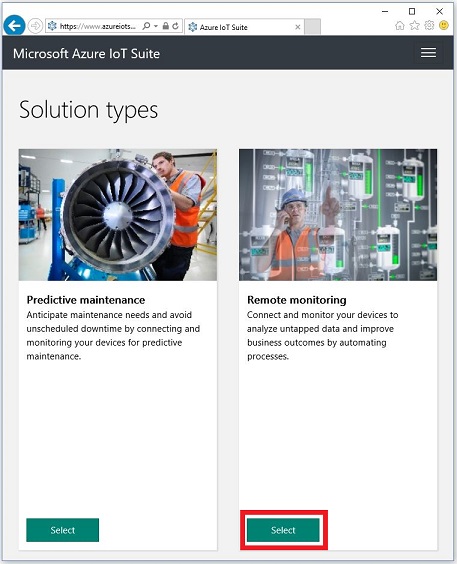 https://www.azureiots...
Azure IoT Suite
Microsoft Azure IoT Suite
Solution types
Predictive maintenance
Anticipate maintenance needs and avoid
unscheduled downtime by connecting and
monitoring your devices for predictive
maintenance.
Select
Remote monitoring
Connect and monitor your devices to
analyze untapped data and improve
business outcomes by automating
processes.
Select